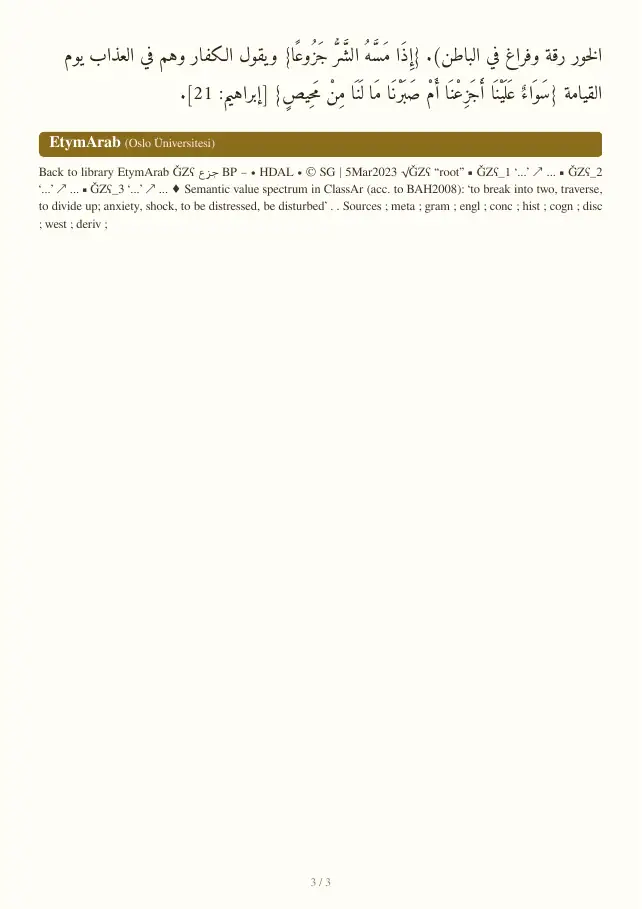 الخور رقة وفراغ في الباطن). {إِذَا مَسَّهُ الشَّرُّ جَزُوعًا} ويقول الكفار وهم في العذاب يوم
القيامة {سَوَاءٌ عَلَيْنَا أَجَزِعْنَا أَمْ صَبَرْنَا مَا لَنَا مِنْ مَحِيصٍ} [إبراهيم: 21].
EtymArab (Oslo Üniversitesi)
Back to library EtymArab ǦZʕ جزع BP – • HDAL • © SG | 5Mar2023 √ǦZʕ “root” ▪ ǦZʕ_1 ‘...’ ↗ ... ▪ ǦZʕ_2
‘...’ ↗ ... ▪ ǦZʕ_3 ‘...’ ↗ ... ♦ Semantic value spectrum in ClassAr (acc. to BAH2008): ‘to break into two, traverse,
to divide up; anxiety, shock, to be distressed, be disturbed’ . . Sources ; meta ; gram ; engl ; conc ; hist ; cogn ; disc
; west ; deriv ;
3 / 3